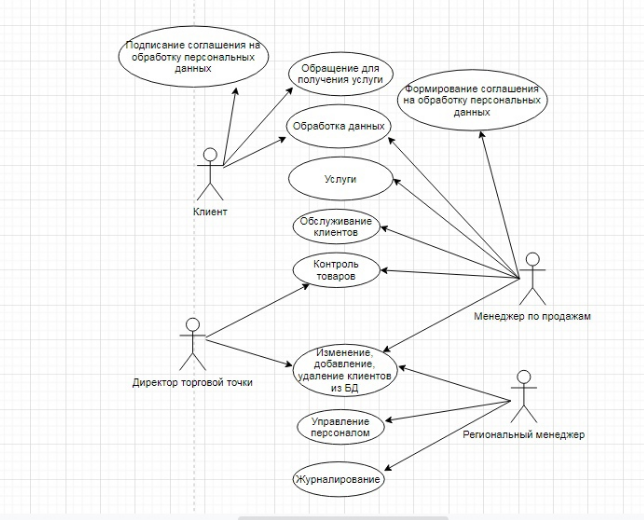 Подписание соглашения на
обработку персональных
данных
Обращение для
получения услуги
Формирование соглашения
на обработку персональных
данных
Обработка данных
Услуги
Клиент
Обслуживание
клиентов
Контроль
товаров
Менеджер по продажам
Директор торговой точки
Изменение,
добавление,
удаление клиентов
из БД
Управление
персоналом
Региональный менеджер
Журналирование